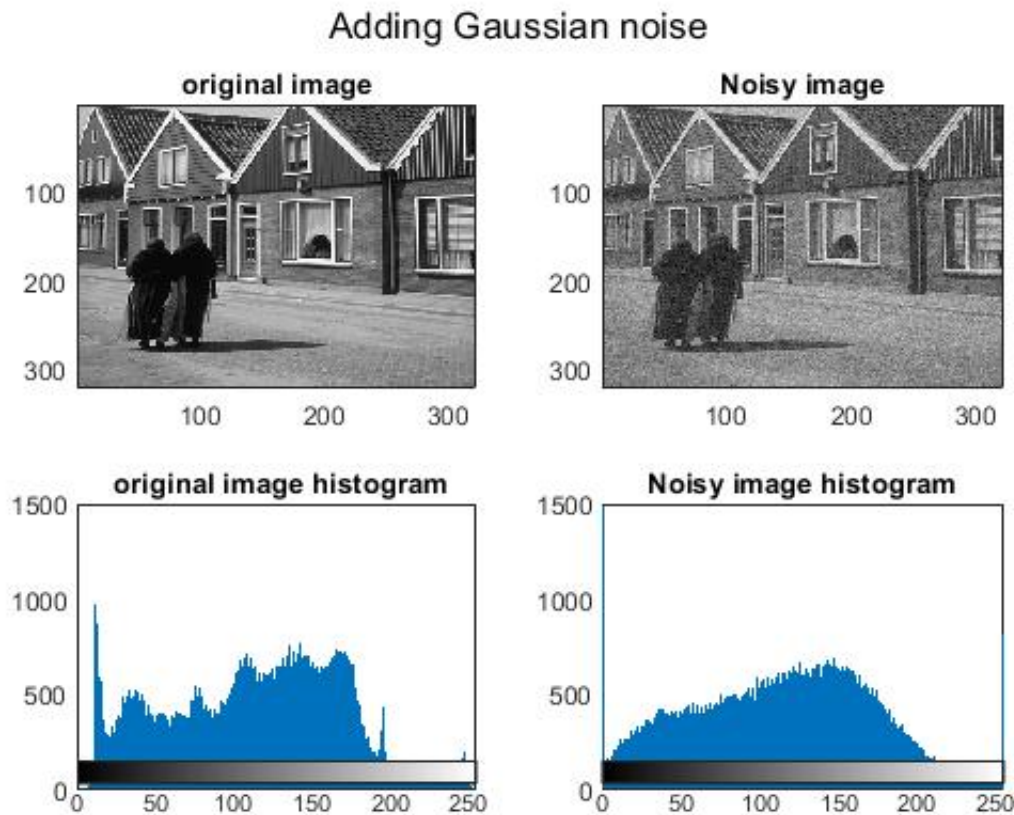 Adding Gaussian noise
original image
Noisy image
100
200
300
100 200 300
100
200
300
100 200 300
original image histogram
Noisy image histogram
1500
1000
500
0
0 50 100 150 200 250
1500
1000
500
0
0 50 100 150 200 250